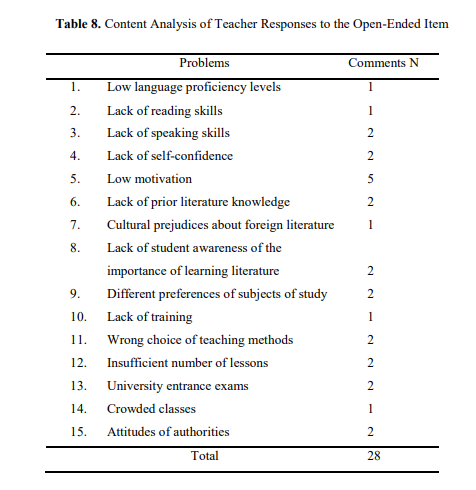 Table 8. Content Analysis of Teacher Responses to the Open-Ended Item
Problems Comments N
1. Low language proficiency levels 1
2. Lack of reading skills 1
3. Lack of speaking skills 2
4. Lack of self-confidence 2
5. Low motivation 5
6. Lack of prior literature knowledge 2
7. Cultural prejudices about foreign literature 1
8. Lack of student awareness of the
importance of learning literature 2
9. Different preferences of subjects of study 2
10. Lack of training 1
11. Wrong choice of teaching methods 2
12. Insufficient number of lessons 2
13. University entrance exams 2
14. Crowded classes 1
15. Attitudes of authorities 2
Total 28